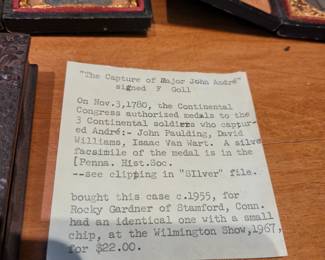 "The Capture of Major John André"
signed F Goll
On Nov.3,1780, the Continental
Congress authorized medals to the
3 Continental soldiers who captur-
ed André:- John Paulding, David
Williams, Isaac Van Wart. A silver
facsimile of the medal is in the
[Penna. Hist.Soc.
--see clipping in "Silver" file.
bought this case c.1955, for
Rocky Gardner of Stamford, Conn.
had an identical one with a small
chip, at the Wilmington Show,1967,
for $22.00.